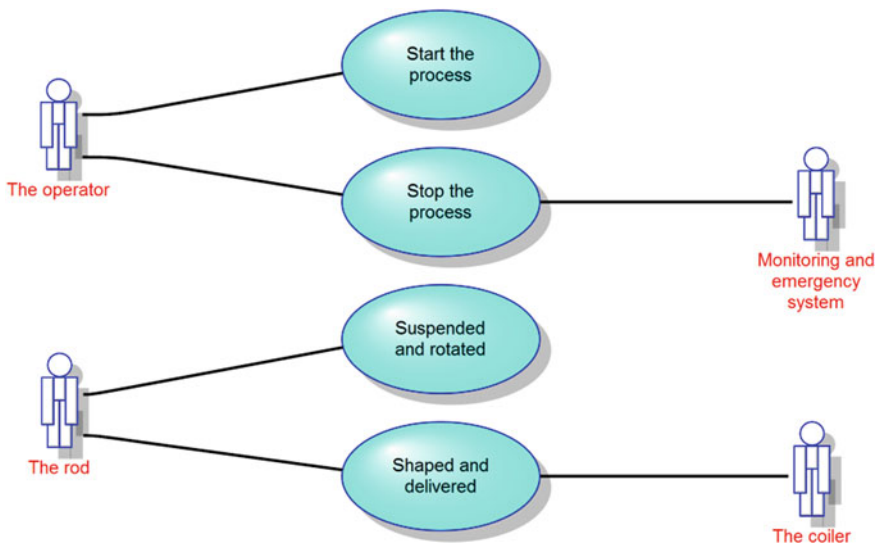 Start the
process
The operator
Stop the
process
Monitoring and
emergency
system
Suspended
and rotated
The rod
Shaped and
delivered
The coiler